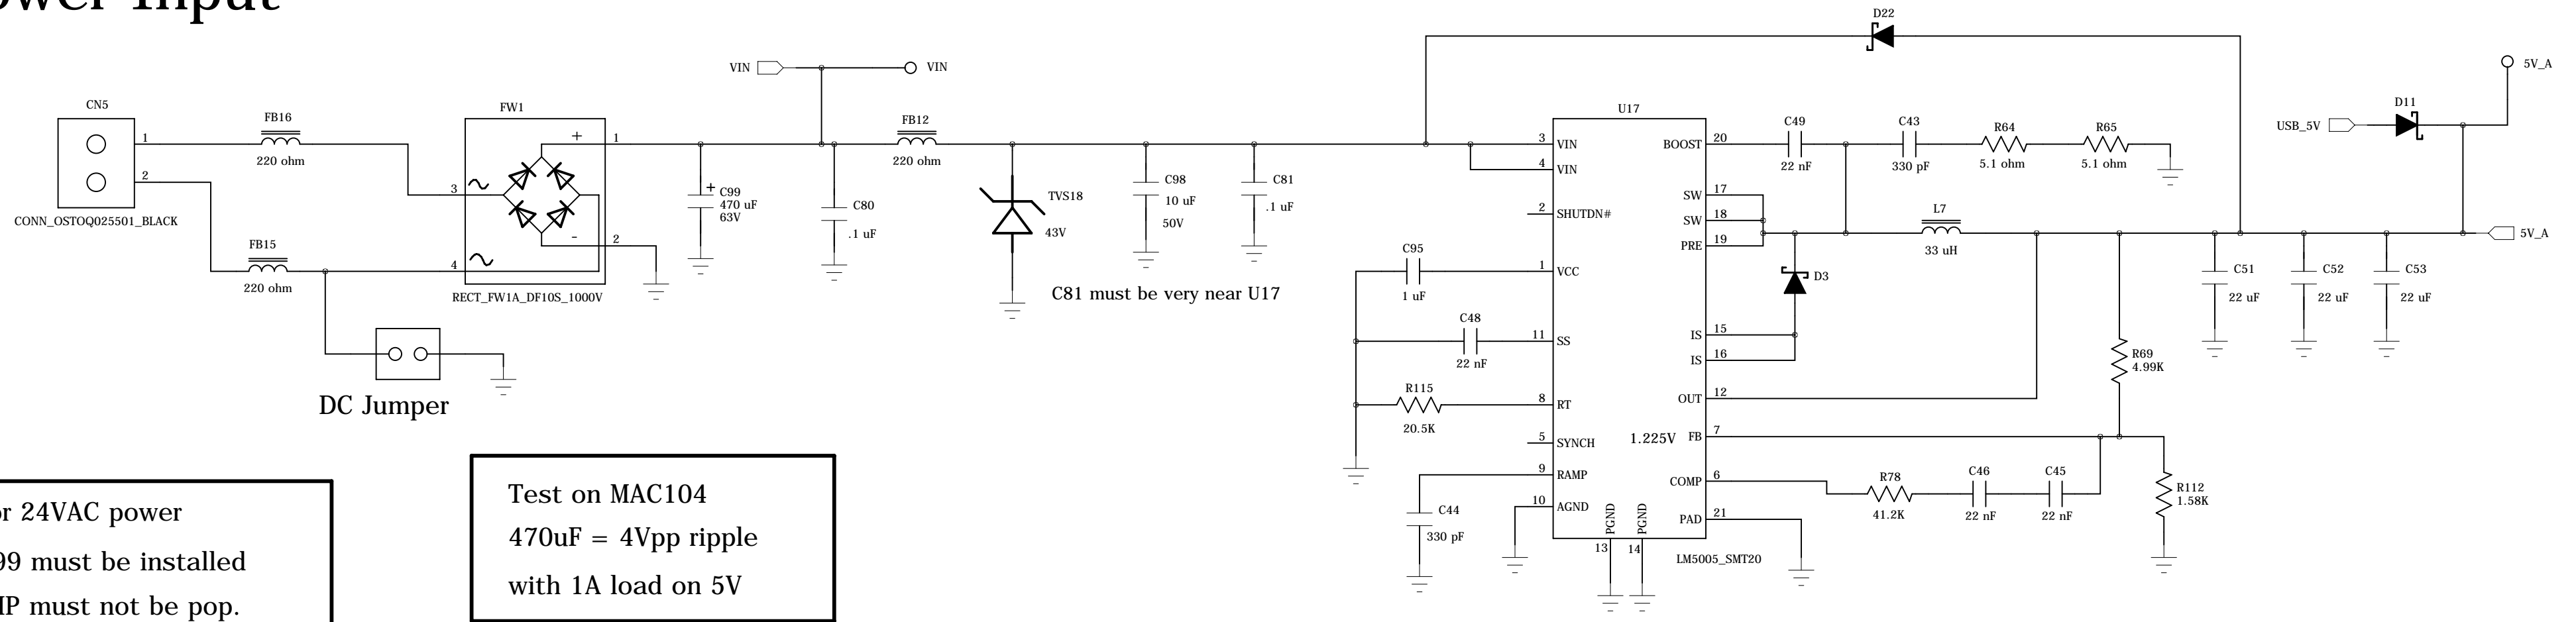 Power Input
D22
VIN
VIN
5V_A
CN5
FB16
FW1
FB12
U17
C49
C43
R64
R65
USB_5V
D11
1
220 ohm
+
1
220 ohm
3
VIN
BOOST
20
22 nF
330 pF
5.1 ohm
5.1 ohm
4
VIN
2
3
+
C99
470 uF
63V
C80
.1 uF
TVS18
43V
C98
10 uF
50V
C81
.1 uF
SW
17
2
SHUTDN#
SW
18
L7
CONN_OSTOQ025501_BLACK
33 uH
5V_A
PRE
19
-
2
FB15
220 ohm
4
C95
1 uF
1
VCC
D3
C51
22 uF
C52
22 uF
C53
22 uF
RECT_FW1A_DF10S_1000V
C81 must be very near U17
C48
22 nF
11
SS
IS
15
IS
16
R69
4.99K
DC Jumper
R115
20.5K
8
RT
OUT
12
5
SYNCH
1.225V
FB
7
9
RAMP
COMP
6
R78
41.2K
C46
22 nF
C45
22 nF
R112
1.58K
10
AGND
PGND
PGND
PAD
21
C44
330 pF
13
14
LM5005_SMT20
or 24VAC power
99 must be installed
MP must not be pop.
Test on MAC104
470uF = 4Vpp ripple
with 1A load on 5V